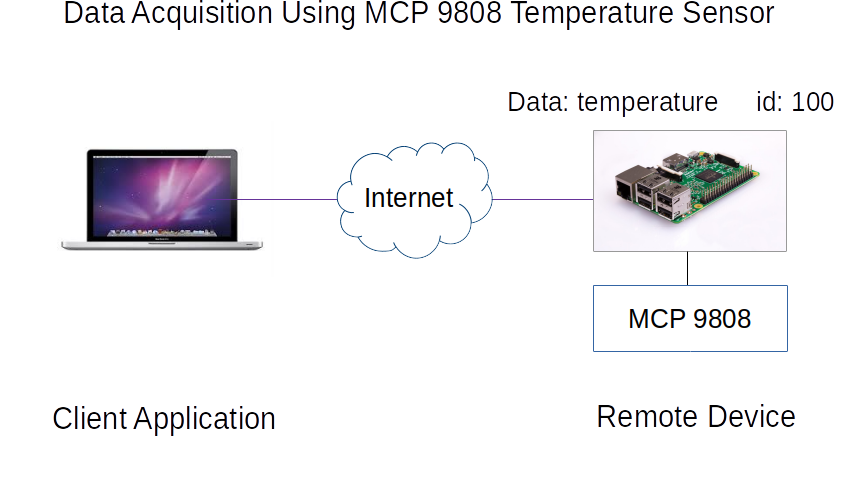 Data Acquisition Using MCP 9808 Temperature Sensor
Data: temperature id: 100
Internet
MCP 9808
Client Application
Remote Device